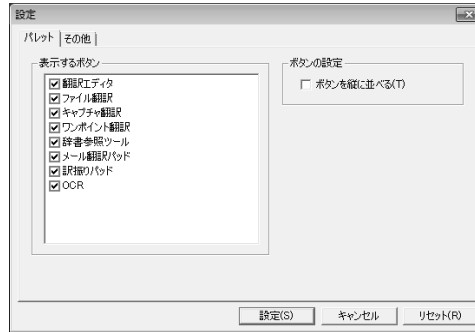 設定
パレット その他
表示するボタン
翻訳エディタ
ファイル翻訳
キャプチャ翻訳
ワンポイント翻訳
辞書参照ツール
メール翻訳パッド
訳振りパッド
OCR
ボタンの設定
ボタンを縦に並べる(T)
設定(S) キャンセル リセット(R)